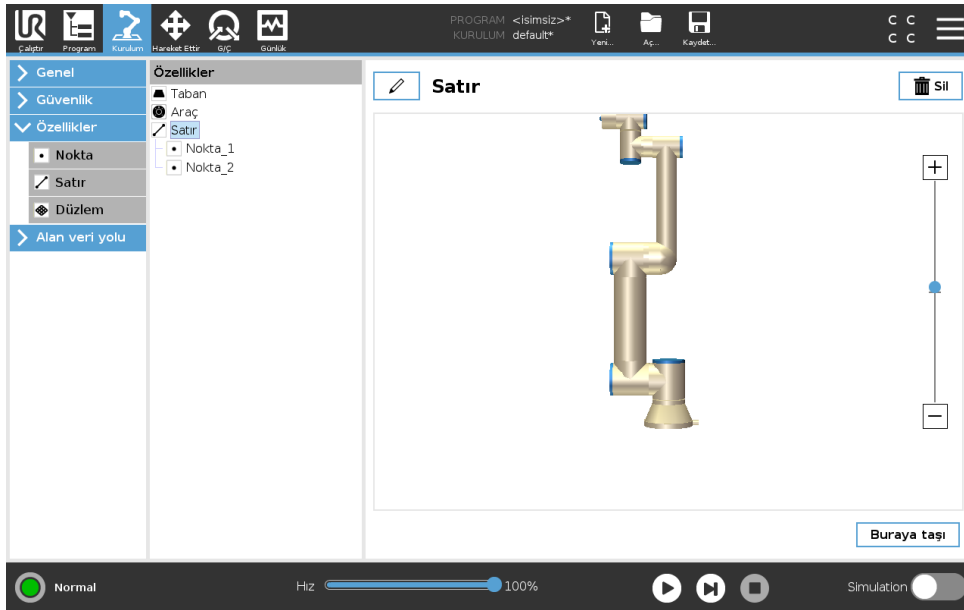 UR
Çalıştır
Program
Kurulum
Hareket Ettir
G/Ç
Günlük
PROGRAM <isimsiz>*
KURULUM default*
Yeni...
Aç...
Kaydet...
C C
C C
Genel
Güvenlik
Özellikler
Nokta
Satır
Düzlem
Alan veri yolu
Özellikler
Taban
Araç
Satır
Nokta_1
Nokta_2
Satır
Sil
Buraya taşı
Normal
Hız
100%
Simulation